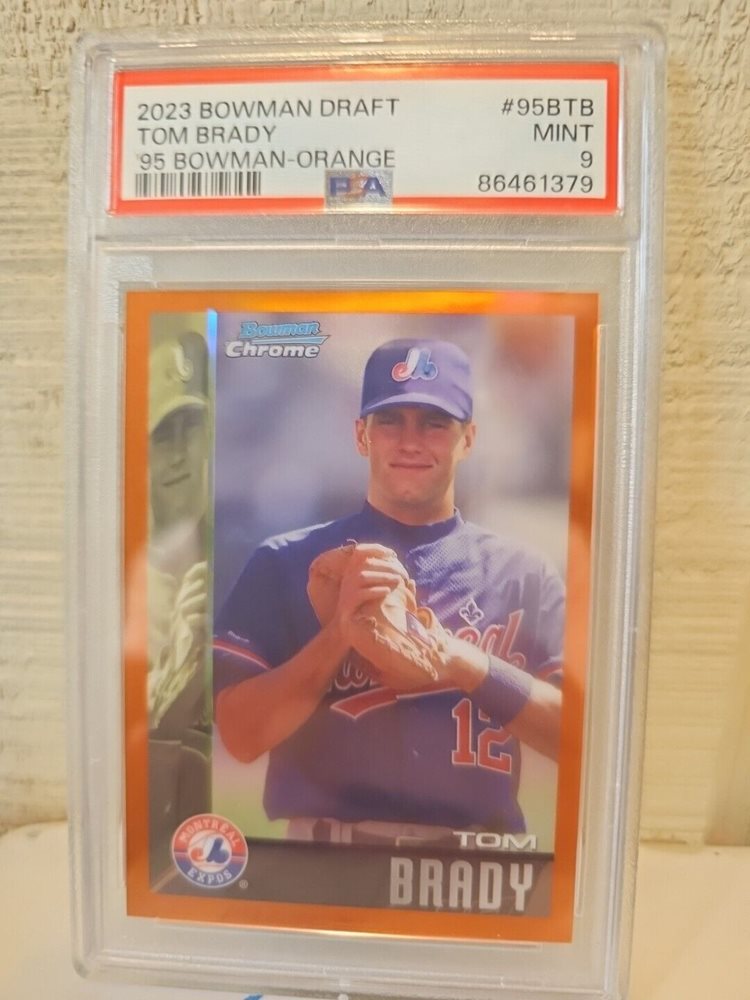 2023 BOWMAN DRAFT #95BTB
TOM BRADY MINT
'95 BOWMAN-ORANGE 9
PSA 86461379
Bowman
Chrome
12
MONTREAL
EXPOS
®
TOM
BRADY